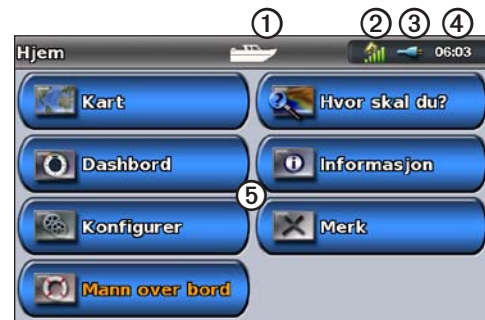 ① ② ③ ④
Hjem 06:03
Kart Hvor skal du?
Dashbord Informasjon
⑤
Konfigurer Merk
Mann over bord